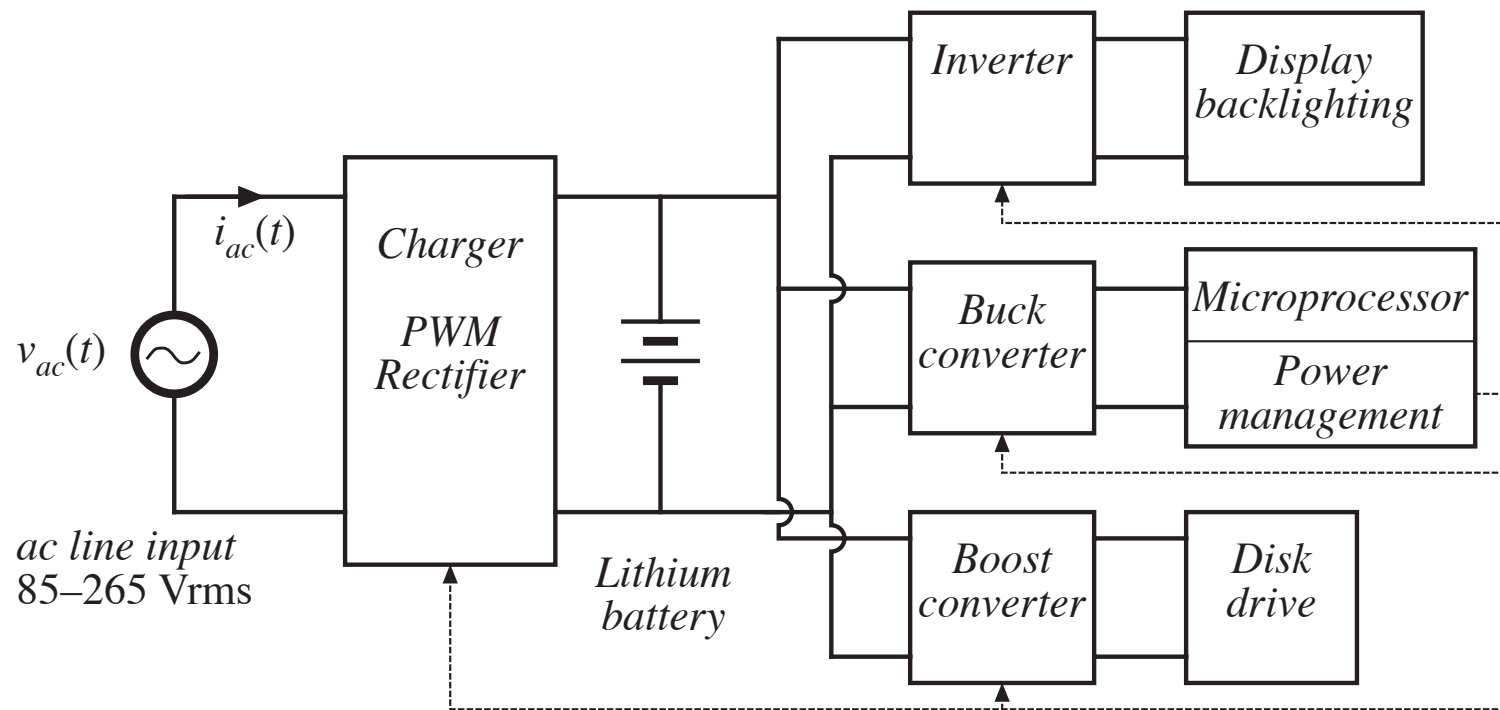 i_ac(t)
v_ac(t)
ac line input
85–265 Vrms
Charger
PWM
Rectifier
Lithium
battery
Inverter
Display
backlighting
Buck
converter
Microprocessor
Power
management
Boost
converter
Disk
drive